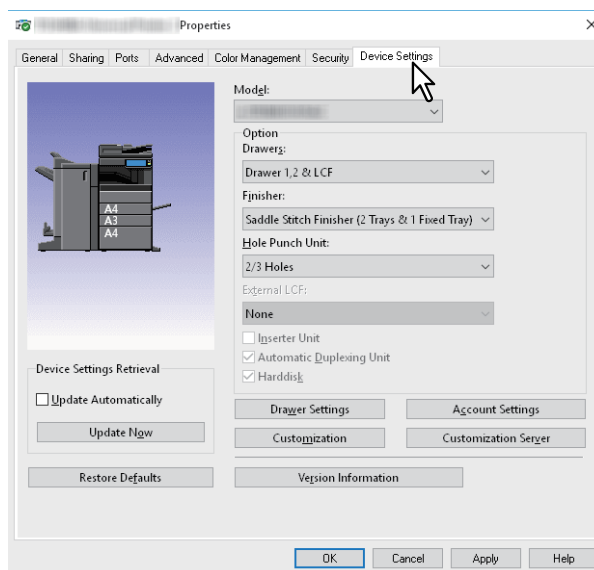 Properties
General Sharing Ports Advanced Color Management Security Device Settings
Model:
Option
Drawers:
Drawer 1,2 & LCF
Finisher:
Saddle Stitch Finisher (2 Trays & 1 Fixed Tray)
Hole Punch Unit:
2/3 Holes
External LCF:
None
Inserter Unit
Automatic Duplexing Unit
Harddisk
A4
A3
A4
Device Settings Retrieval
Update Automatically
Update Now
Drawer Settings Account Settings
Customization Customization Server
Restore Defaults Version Information
OK Cancel Apply Help